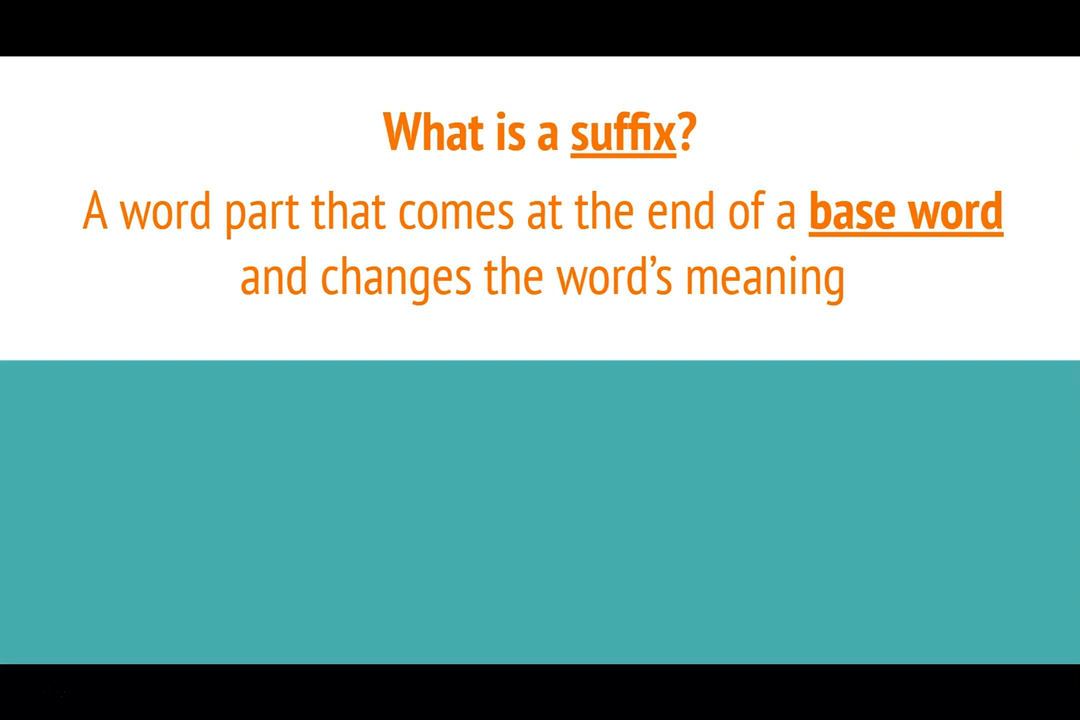 What is a suffix?
A word part that comes at the end of a base word
and changes the word’s meaning